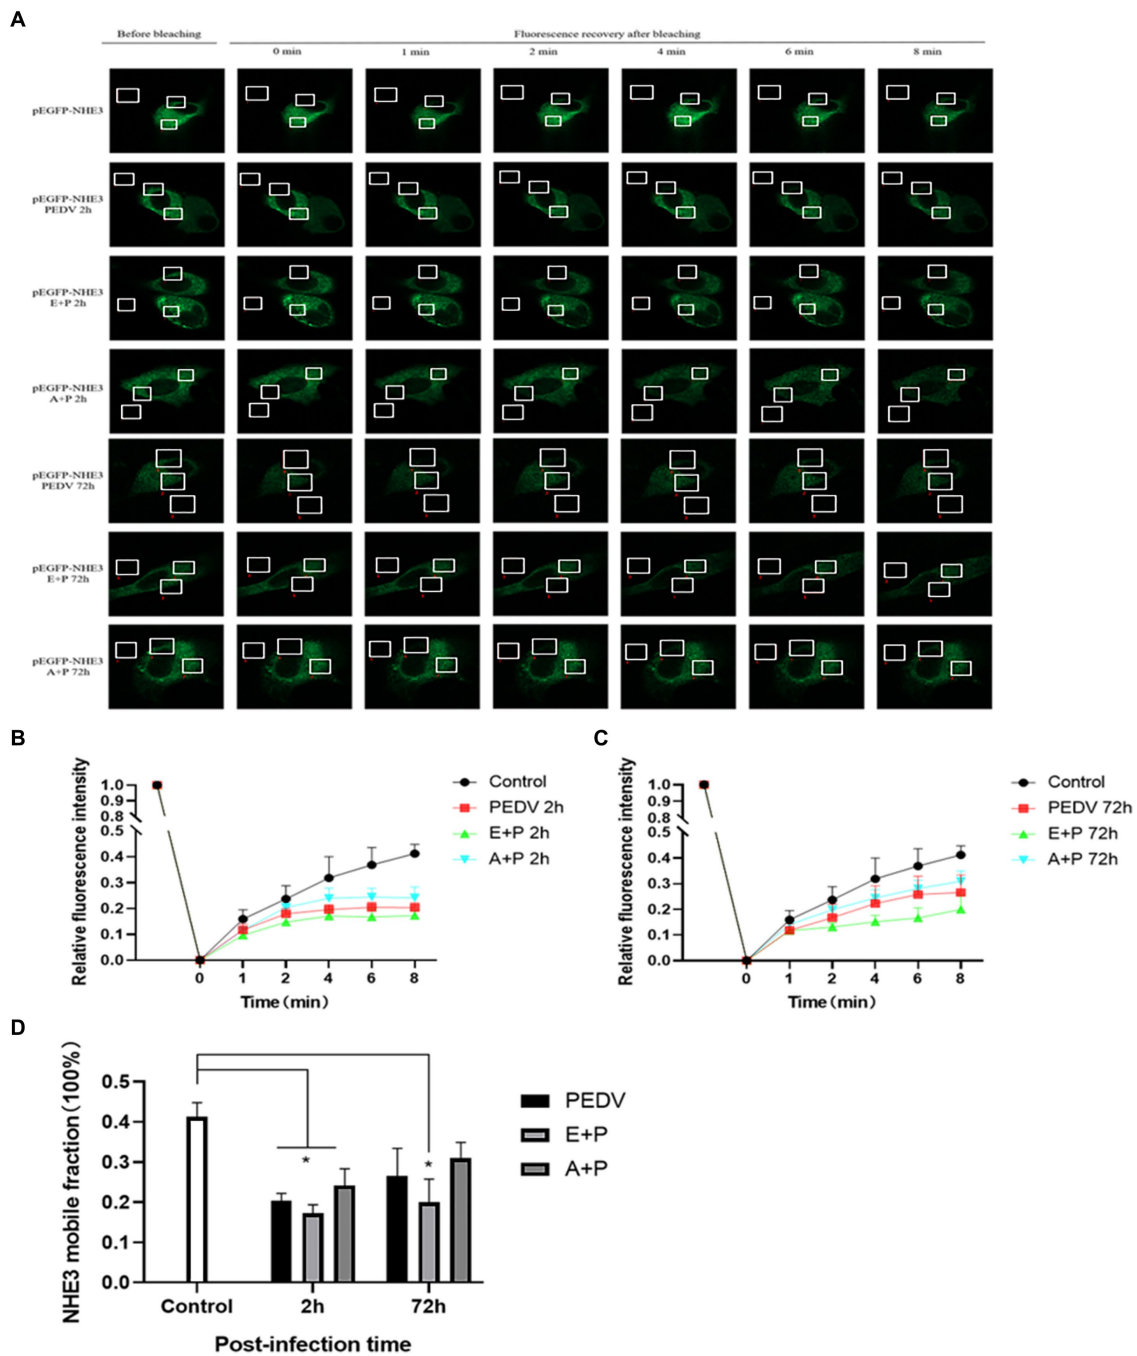 A
Before bleaching
Fluorescence recovery after bleaching
0 min
1 min
2 min
4 min
6 min
8 min
pEGFP-NHE3
pEGFP-NHE3
PEDV 2h
pEGFP-NHE3
E+P 2h
pEGFP-NHE3
A+P 2h
pEGFP-NHE3
PEDV 72h
pEGFP-NHE3
E+P 72h
pEGFP-NHE3
A+P 72h
B
Relative fluorescence intensity
1.0
0.9
0.8
0.5
0.4
0.3
0.2
0.1
0.0
0 1 2 4 6 8
Time(min)
Control
PEDV 2h
E+P 2h
A+P 2h
C
Relative fluorescence intensity
1.0
0.9
0.8
0.5
0.4
0.3
0.2
0.1
0.0
0 1 2 4 6 8
Time(min)
Control
PEDV 72h
E+P 72h
A+P 72h
D
NHE3 mobile fraction(100%)
0.5
0.4
0.3
0.2
0.1
0.0
*
*
Control 2h 72h
Post-infection time
PEDV
E+P
A+P